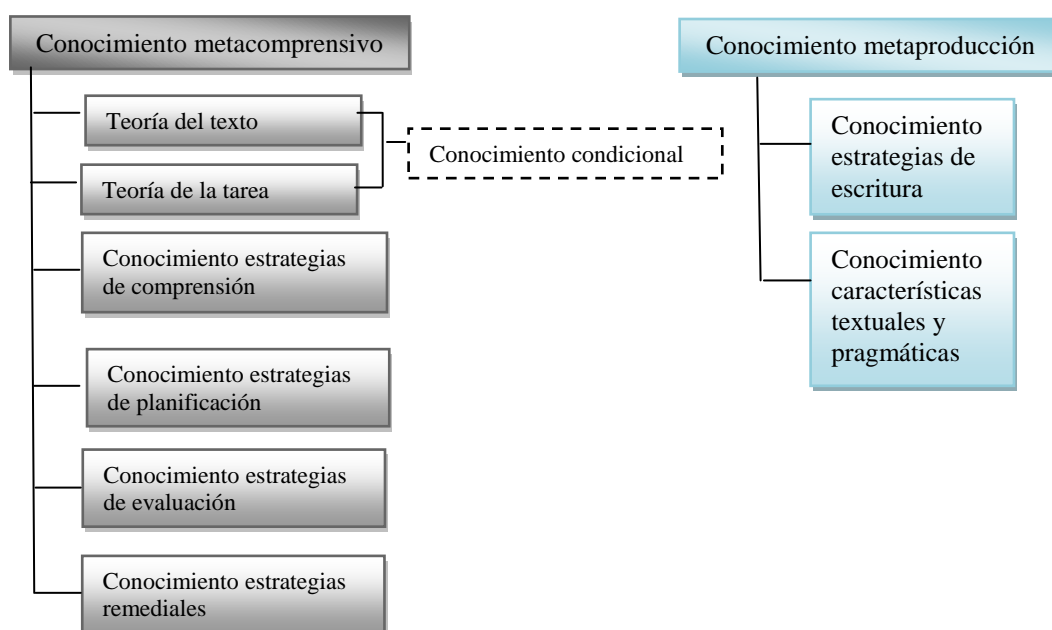 Conocimiento metacomprensivo
Teoría del texto
Teoría de la tarea
Conocimiento condicional
Conocimiento estrategias
de comprensión
Conocimiento estrategias
de planificación
Conocimiento estrategias
de evaluación
Conocimiento estrategias
remediales
Conocimiento metaproducción
Conocimiento
estrategias de
escritura
Conocimiento
características
textuales y
pragmáticas